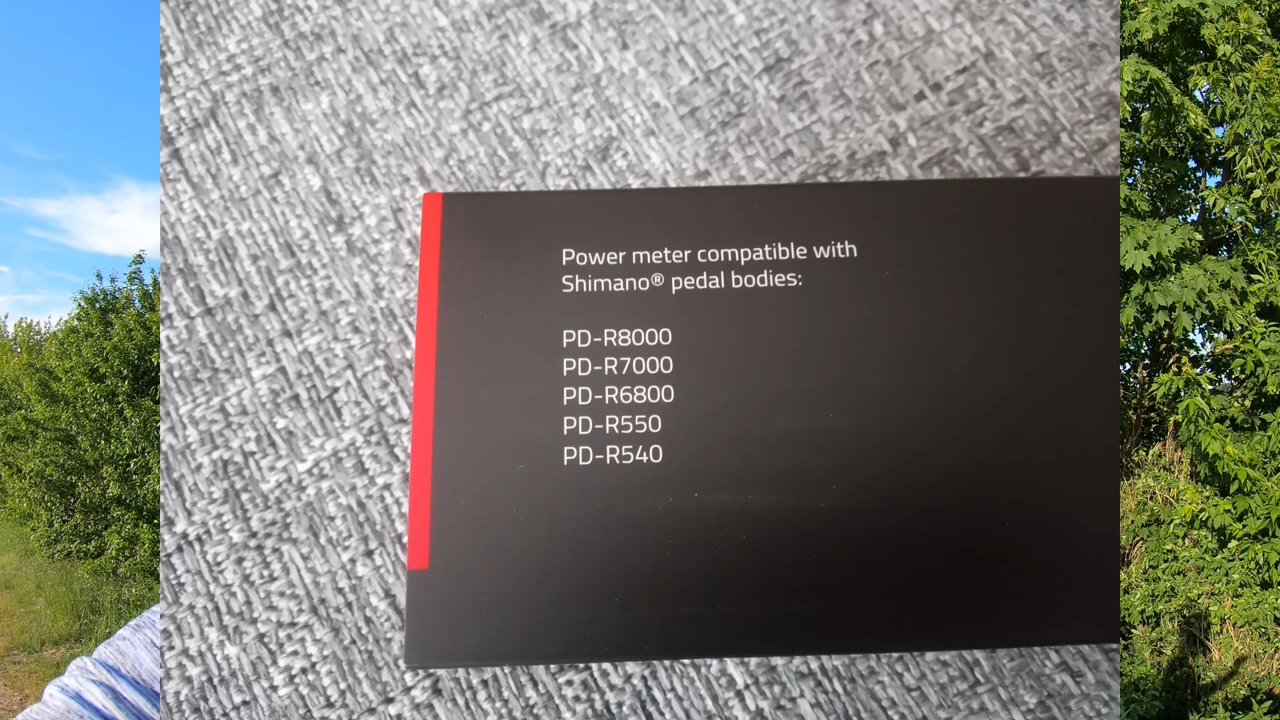 Power meter compatible with
Shimano® pedal bodies:
PD-R8000
PD-R7000
PD-R6800
PD-R550
PD-R540